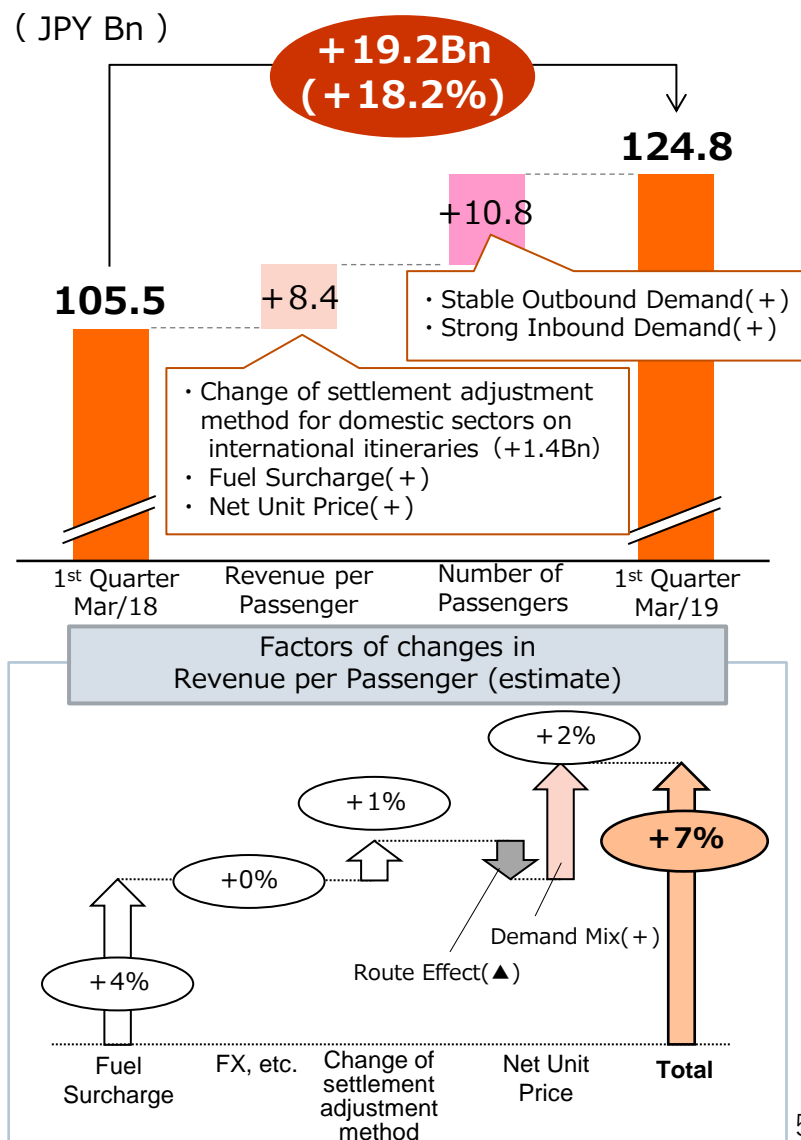 ( JPY Bn )
+19.2Bn
(+18.2%)
124.8
+10.8
105.5
+8.4
・Stable Outbound Demand(+)
・Strong Inbound Demand(+)
・Change of settlement adjustment
method for domestic sectors on
international itineraries（+1.4Bn）
・Fuel Surcharge(+)
・Net Unit Price(+)
1st Quarter
Mar/18
Revenue per
Passenger
Number of
Passengers
1st Quarter
Mar/19
Factors of changes in
Revenue per Passenger (estimate)
+2%
+1%
+7%
+0%
Demand Mix(+)
Route Effect(▲)
+4%
Fuel
Surcharge
FX, etc.
Change of
settlement
adjustment
method
Net Unit
Price
Total
5